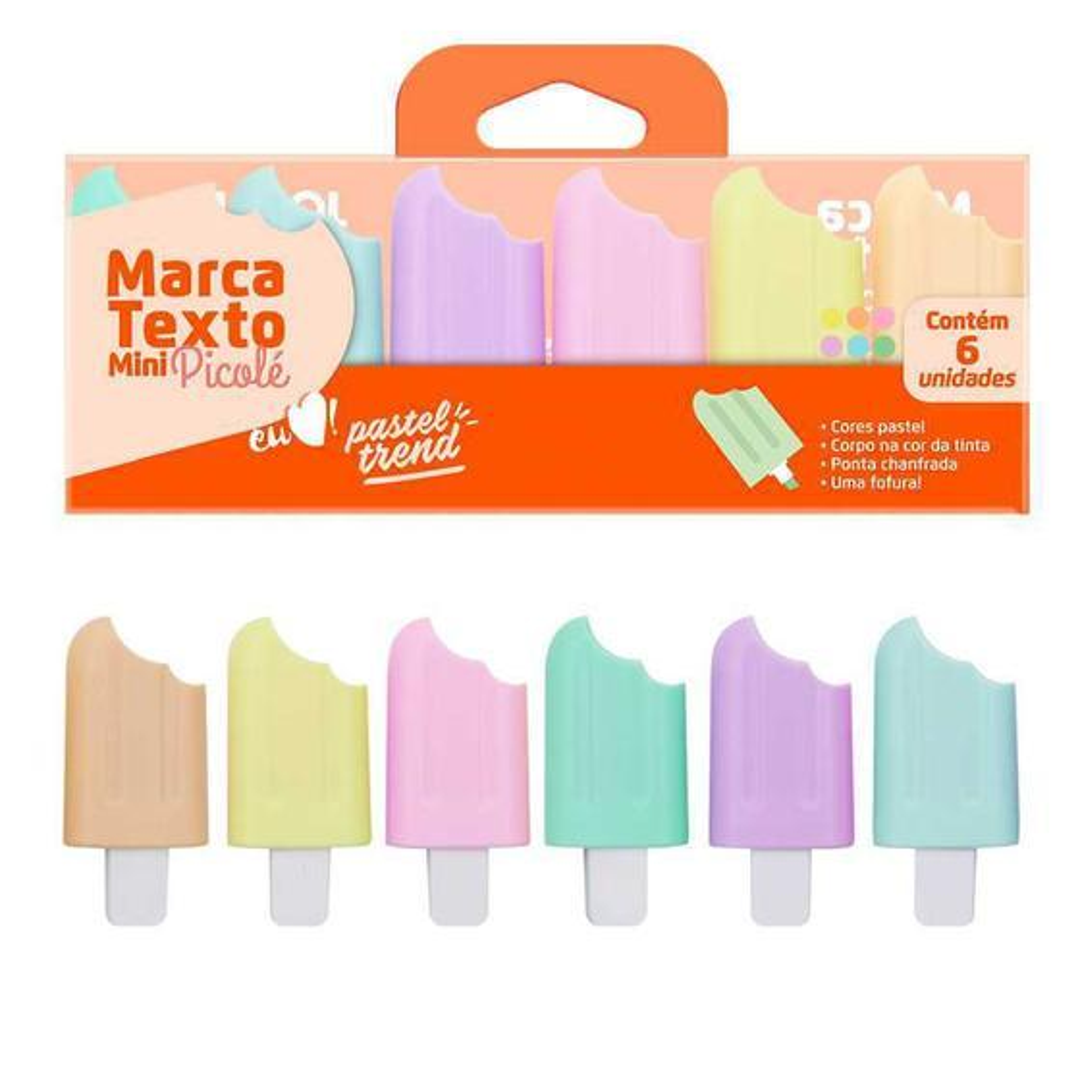 Marca
Texto
Mini Picolé
eu !
pastel
trend
Contém
6
unidades
• Cores pastel
• Corpo na cor da tinta
• Ponta chanfrada
• Uma fofura!